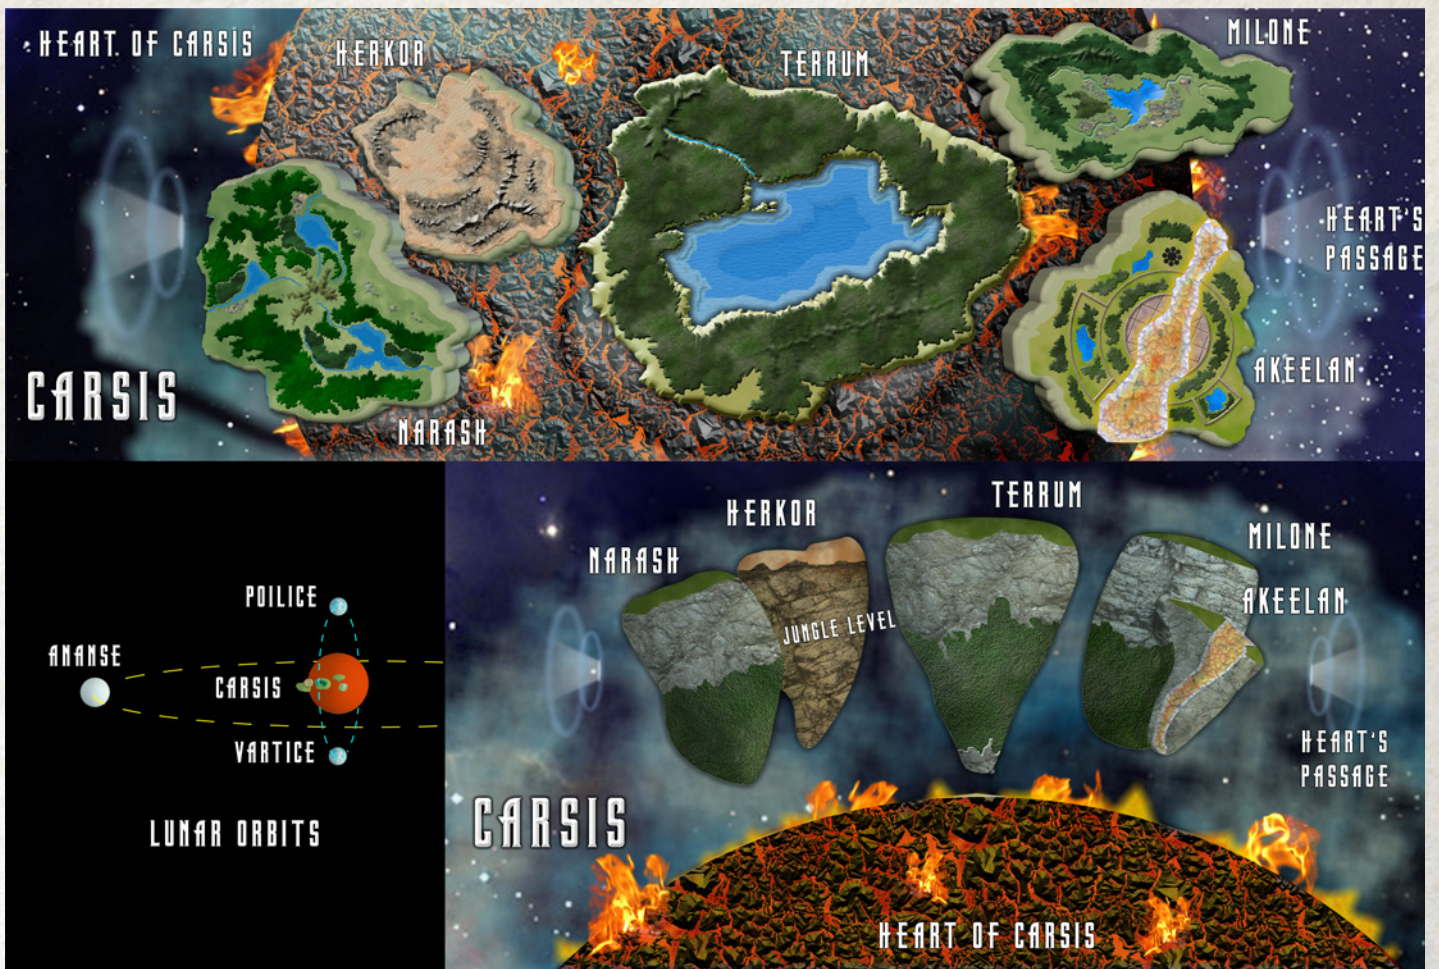 HEART OF CARSIS
HERKOR
TERRUM
MILONE
HEART'S
PASSAGE
AKEELAN
CARSIS
NARASH
POILICE
ANANSE
CARSIS
VARTICE
LUNAR ORBITS
TERRUM
HERKOR
MILONE
NARASH
AKEELAN
JUNGLE LEVEL
HEART'S
PASSAGE
CARSIS
HEART OF CARSIS